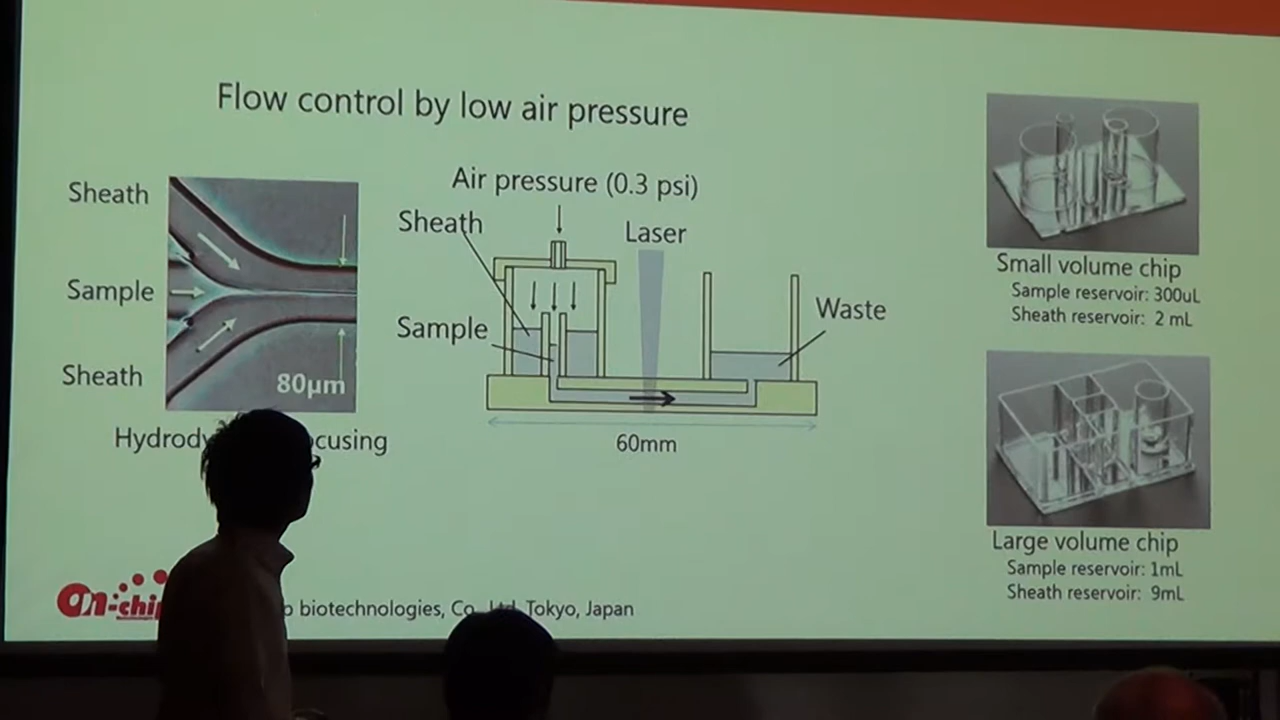 Flow control by low air pressure
Sheath
Sample
Sheath
80µm
cusing
Air pressure (0.3 psi)
Sheath
Laser
Sample
Waste
60mm
Small volume chip
Sample reservoir: 300uL
Sheath reservoir: 2 mL
Large volume chip
Sample reservoir: 1mL
Sheath reservoir: 9mL
On-chip
biotechnologies, Co., Ltd. Tokyo, Japan